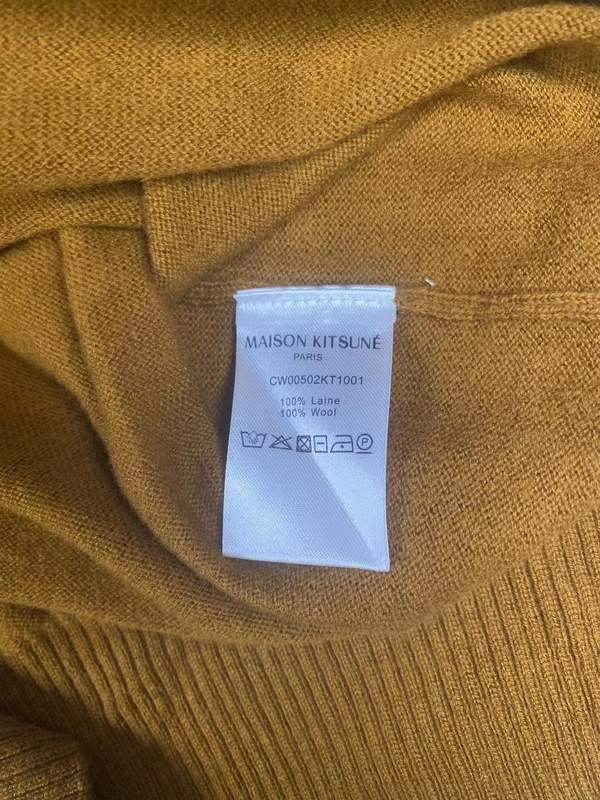 MAISON KITSUNÉ
PARIS
CW00502KT1001
100% Laine
100% Wool
P